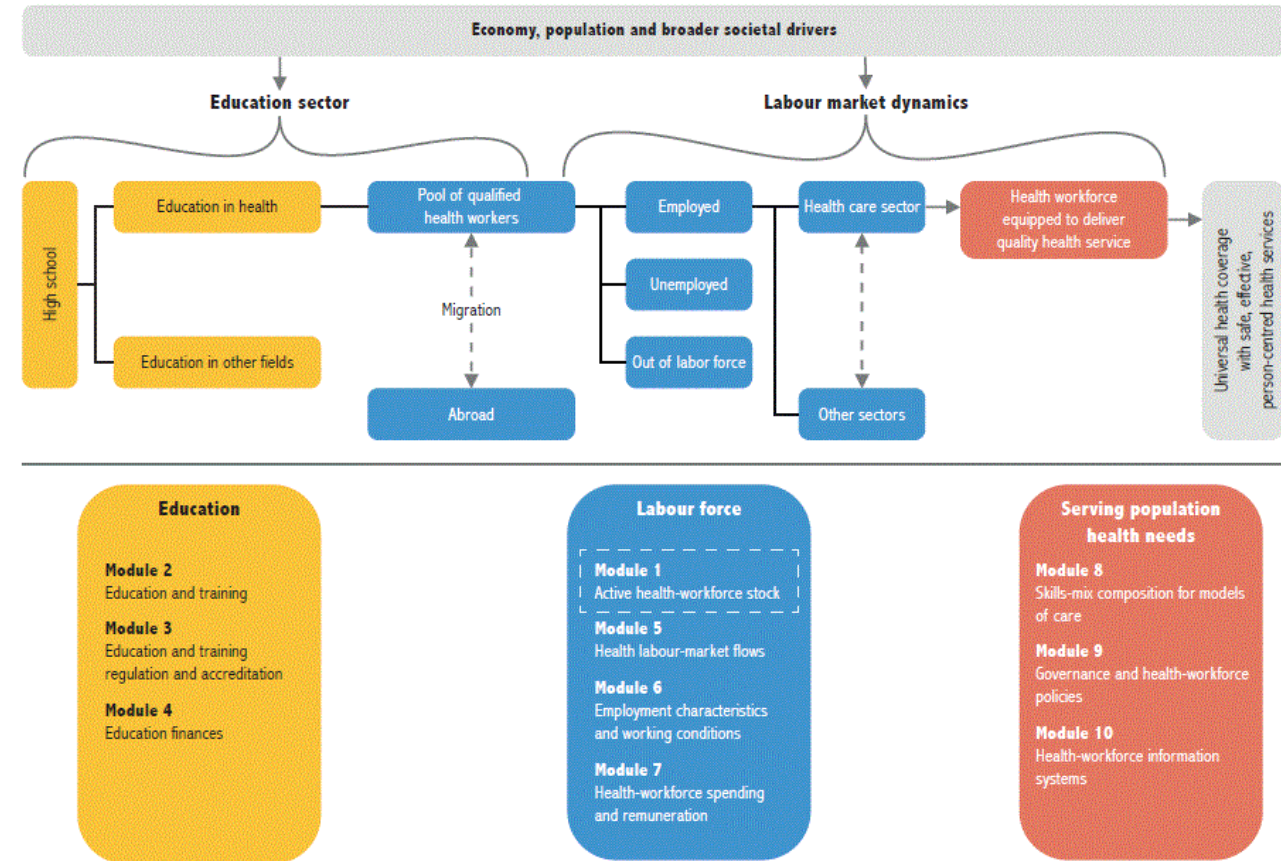 Economy, population and broader societal drivers
Education sector
Labour market dynamics
High school
Education in health
Education in other fields
Pool of qualified
health workers
Migration
Abroad
Employed
Unemployed
Out of labor force
Health care sector
Other sectors
Health workforce
equipped to deliver
quality health service
Universal health coverage
with safe, effective,
person-centred health services
Education
Module 2
Education and training
Module 3
Education and training
regulation and accreditation
Module 4
Education finances
Labour force
Module 1
Active health-workforce stock
Module 5
Health labour-market flows
Module 6
Employment characteristics
and working conditions
Module 7
Health-workforce spending
and remuneration
Serving population
health needs
Module 8
Skills-mix composition for models
of care
Module 9
Governance and health-workforce
policies
Module 10
Health-workforce information
systems